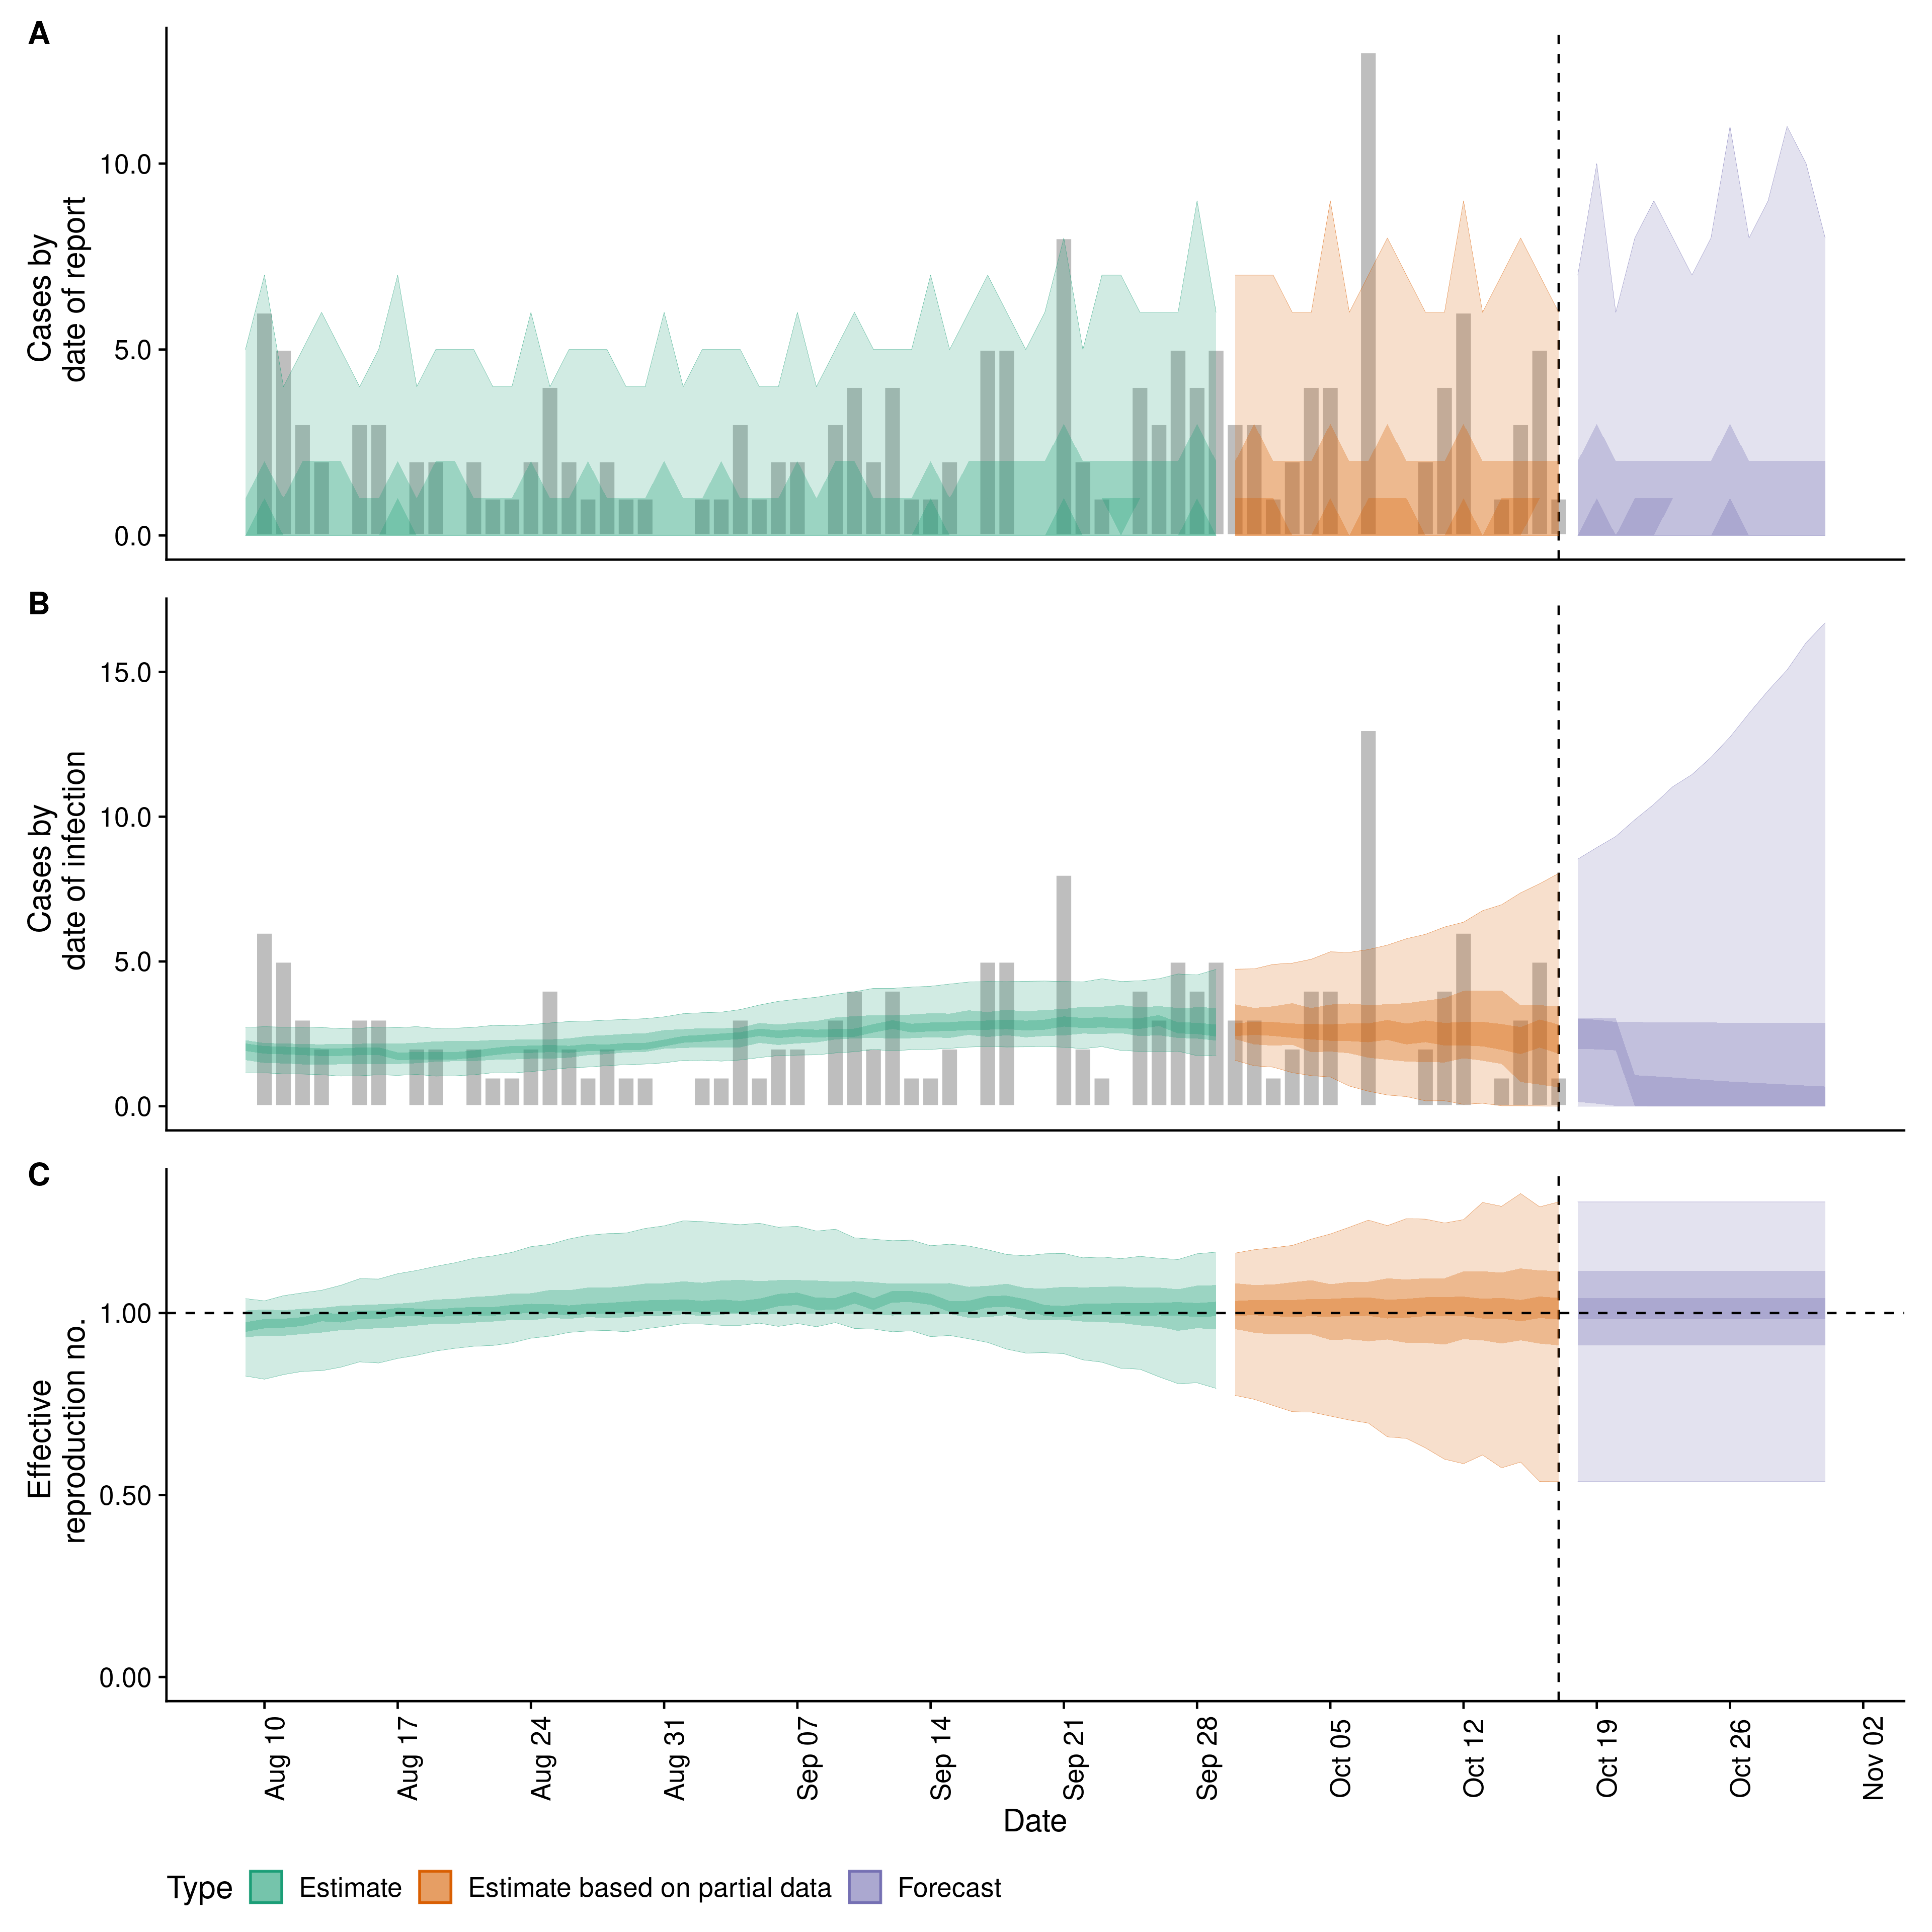 A
Cases by
date of report
10.0
5.0
0.0
B
Cases by
date of infection
15.0
10.0
5.0
0.0
C
Effective
reproduction no.
1.00
0.50
0.00
Aug 10
Aug 17
Aug 24
Aug 31
Sep 07
Sep 14
Sep 21
Sep 28
Oct 05
Oct 12
Oct 19
Oct 26
Nov 02
Date
Type Estimate Estimate based on partial data Forecast